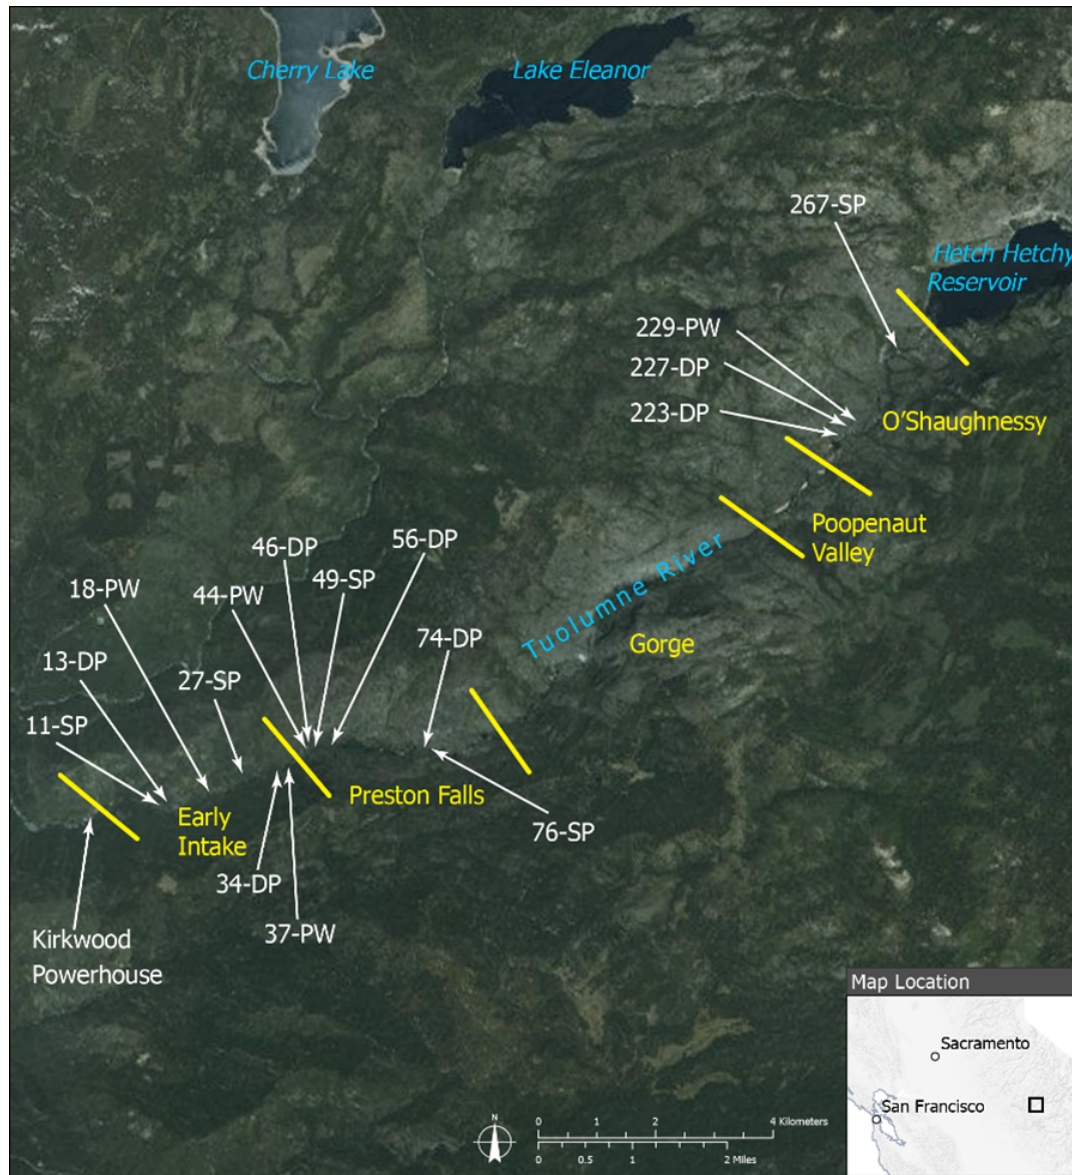 Cherry Lake
Lake Eleanor
267-SP
Hetch Hetchy
Reservoir
229-PW
227-DP
223-DP
O'Shaughnessy
Poopenaut
Valley
Tuolumne River
Gorge
56-DP
46-DP
49-SP
18-PW
44-PW
74-DP
13-DP
27-SP
11-SP
Preston Falls
Early
Intake
76-SP
34-DP
37-PW
Kirkwood
Powerhouse
Map Location
Sacramento
San Francisco
N
0 1 2 4 Kilometers
0 0.5 1 2 Miles